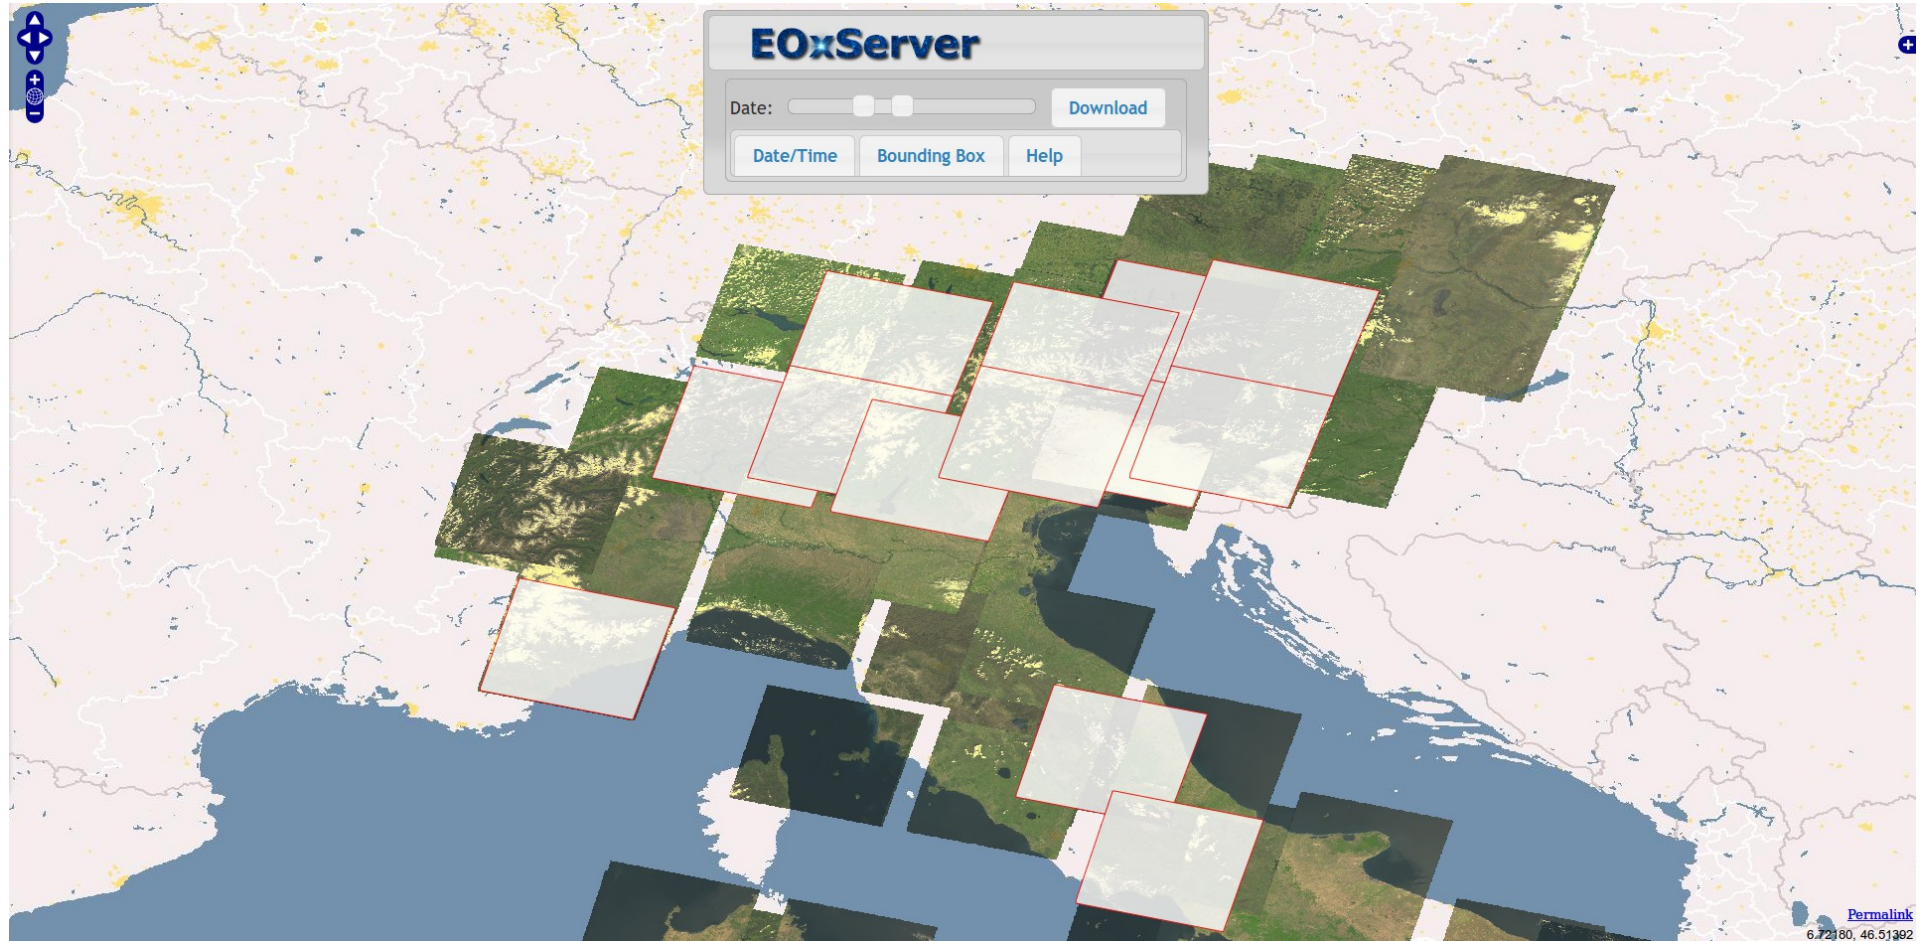 EOxServer
Date:
Download
Date/Time
Bounding Box
Help
Permalink
6.72180, 46.51392